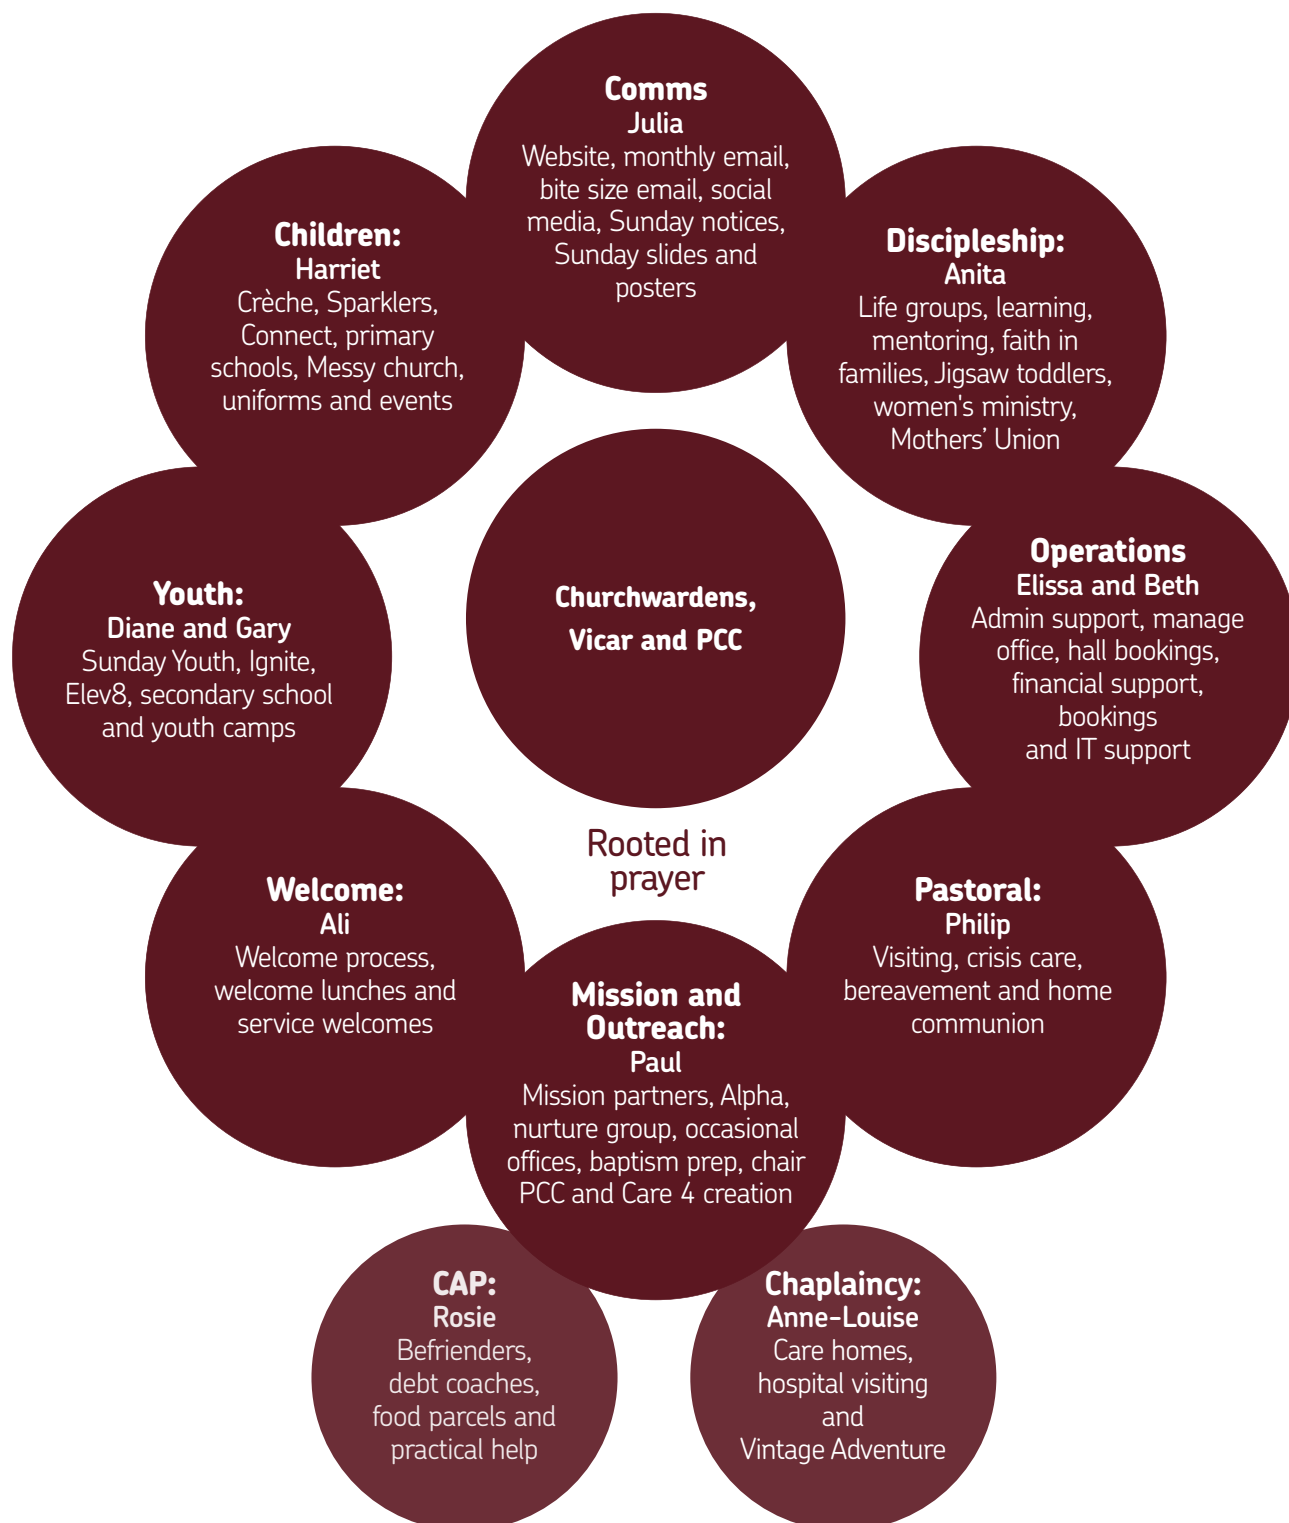 Comms
Julia
Website, monthly email,
bite size email, social
media, Sunday notices,
Sunday slides and
posters
Children:
Harriet
Crèche, Sparklers,
Connect, primary
schools, Messy church,
uniforms and events
Discipleship:
Anita
Life groups, learning,
mentoring, faith in
families, Jigsaw toddlers,
women's ministry,
Mothers’ Union
Youth:
Diane and Gary
Sunday Youth, Ignite,
Elev8, secondary school
and youth camps
Churchwardens,
Vicar and PCC
Operations
Elissa and Beth
Admin support, manage
office, hall bookings,
financial support,
bookings
and IT support
Rooted in
prayer
Welcome:
Ali
Welcome process,
welcome lunches and
service welcomes
Mission and
Outreach:
Paul
Mission partners, Alpha,
nurture group, occasional
offices, baptism prep, chair
PCC and Care 4 creation
Pastoral:
Philip
Visiting, crisis care,
bereavement and home
communion
CAP:
Rosie
Befrienders,
debt coaches,
food parcels and
practical help
Chaplaincy:
Anne-Louise
Care homes,
hospital visiting
and
Vintage Adventure